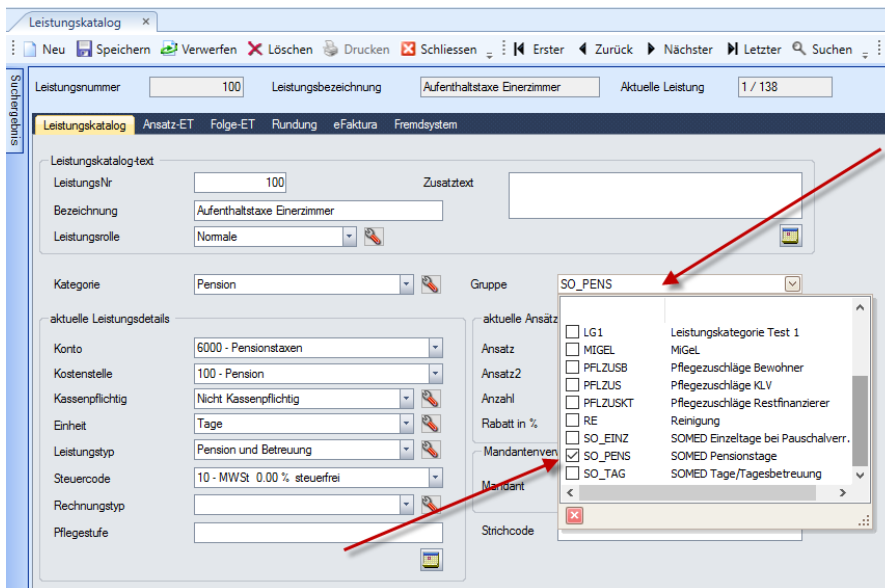 Leistungskatalog ×
Neu Speichern Verwerfen Löschen Drucken Schliessen Erster Zurück Nächster Letzter Suchen
Suchergebnis
Leistungsnummer 100 Leistungsbezeichnung Aufenthaltstaxe Einerzimmer Aktuelle Leistung 1 / 138
Leistungskatalog Ansatz-ET Folge-ET Rundung eFaktura Fremdsystem
Leistungskatalog-text
LeistungsNr 100 Zusatztext
Bezeichnung Aufenthaltstaxe Einerzimmer
Leistungsrolle Normale
Kategorie Pension Gruppe SO_PENS
aktuelle Leistungsdetails aktuelle Ansätz
Konto 6000 - Pensionstaxen Ansatz
Kostenstelle 100 - Pension Ansatz2
Kassenpflichtig Nicht Kassenpflichtig Anzahl
Einheit Tage Rabatt in %
Leistungstyp Pension und Betreuung Mandantenverv
Steuercode 10 - MWSt 0.00 % steuerfrei Mandant
Rechnungstyp
Pflegestufe Strichcode
LG1 Leistungskategorie Test 1
MIGEL MiGeL
PFLZUSB Pflegezuschläge Bewohner
PFLZUS Pflegezuschläge KLV
PFLZUSKT Pflegezuschläge Restfinanzierer
RE Reinigung
SO_EINZ SOMED Einzeltage bei Pauschalverr.
SO_PENS SOMED Pensionstage
SO_TAG SOMED Tage/Tagesbetreuung